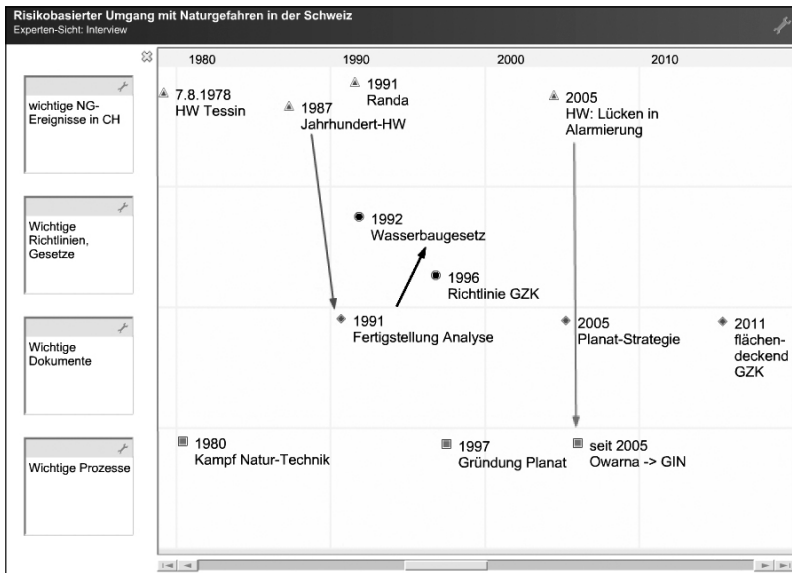 Risikobasierter Umgang mit Naturgefahren in der Schweiz
Experten-Sicht: Interview
1980
1990
2000
2010
wichtige NG-
Ereignisse in CH
7.8.1978
HW Tessin
1987
Jahrhundert-HW
1991
Randa
2005
HW: Lücken in
Alarmierung
Wichtige
Richtlinien,
Gesetze
1992
Wasserbaugesetz
1996
Richtlinie GZK
Wichtige
Dokumente
1991
Fertigstellung Analyse
2005
Planat-Strategie
2011
flächen-
deckend
GZK
Wichtige Prozesse
1980
Kampf Natur-Technik
1997
Gründung Planat
seit 2005
Owarna -> GIN